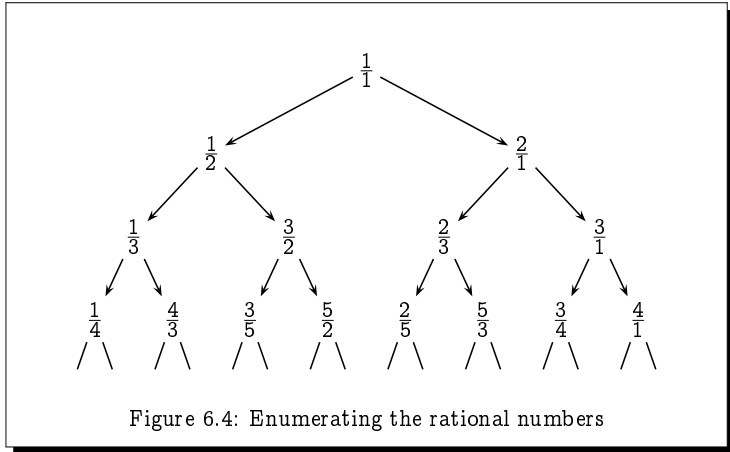 1/1
1/2 2/1
1/3 3/2 2/3 3/1
1/4 4/3 3/5 5/2 2/5 5/3 3/4 4/1
Figure 6.4: Enumerating the rational numbers